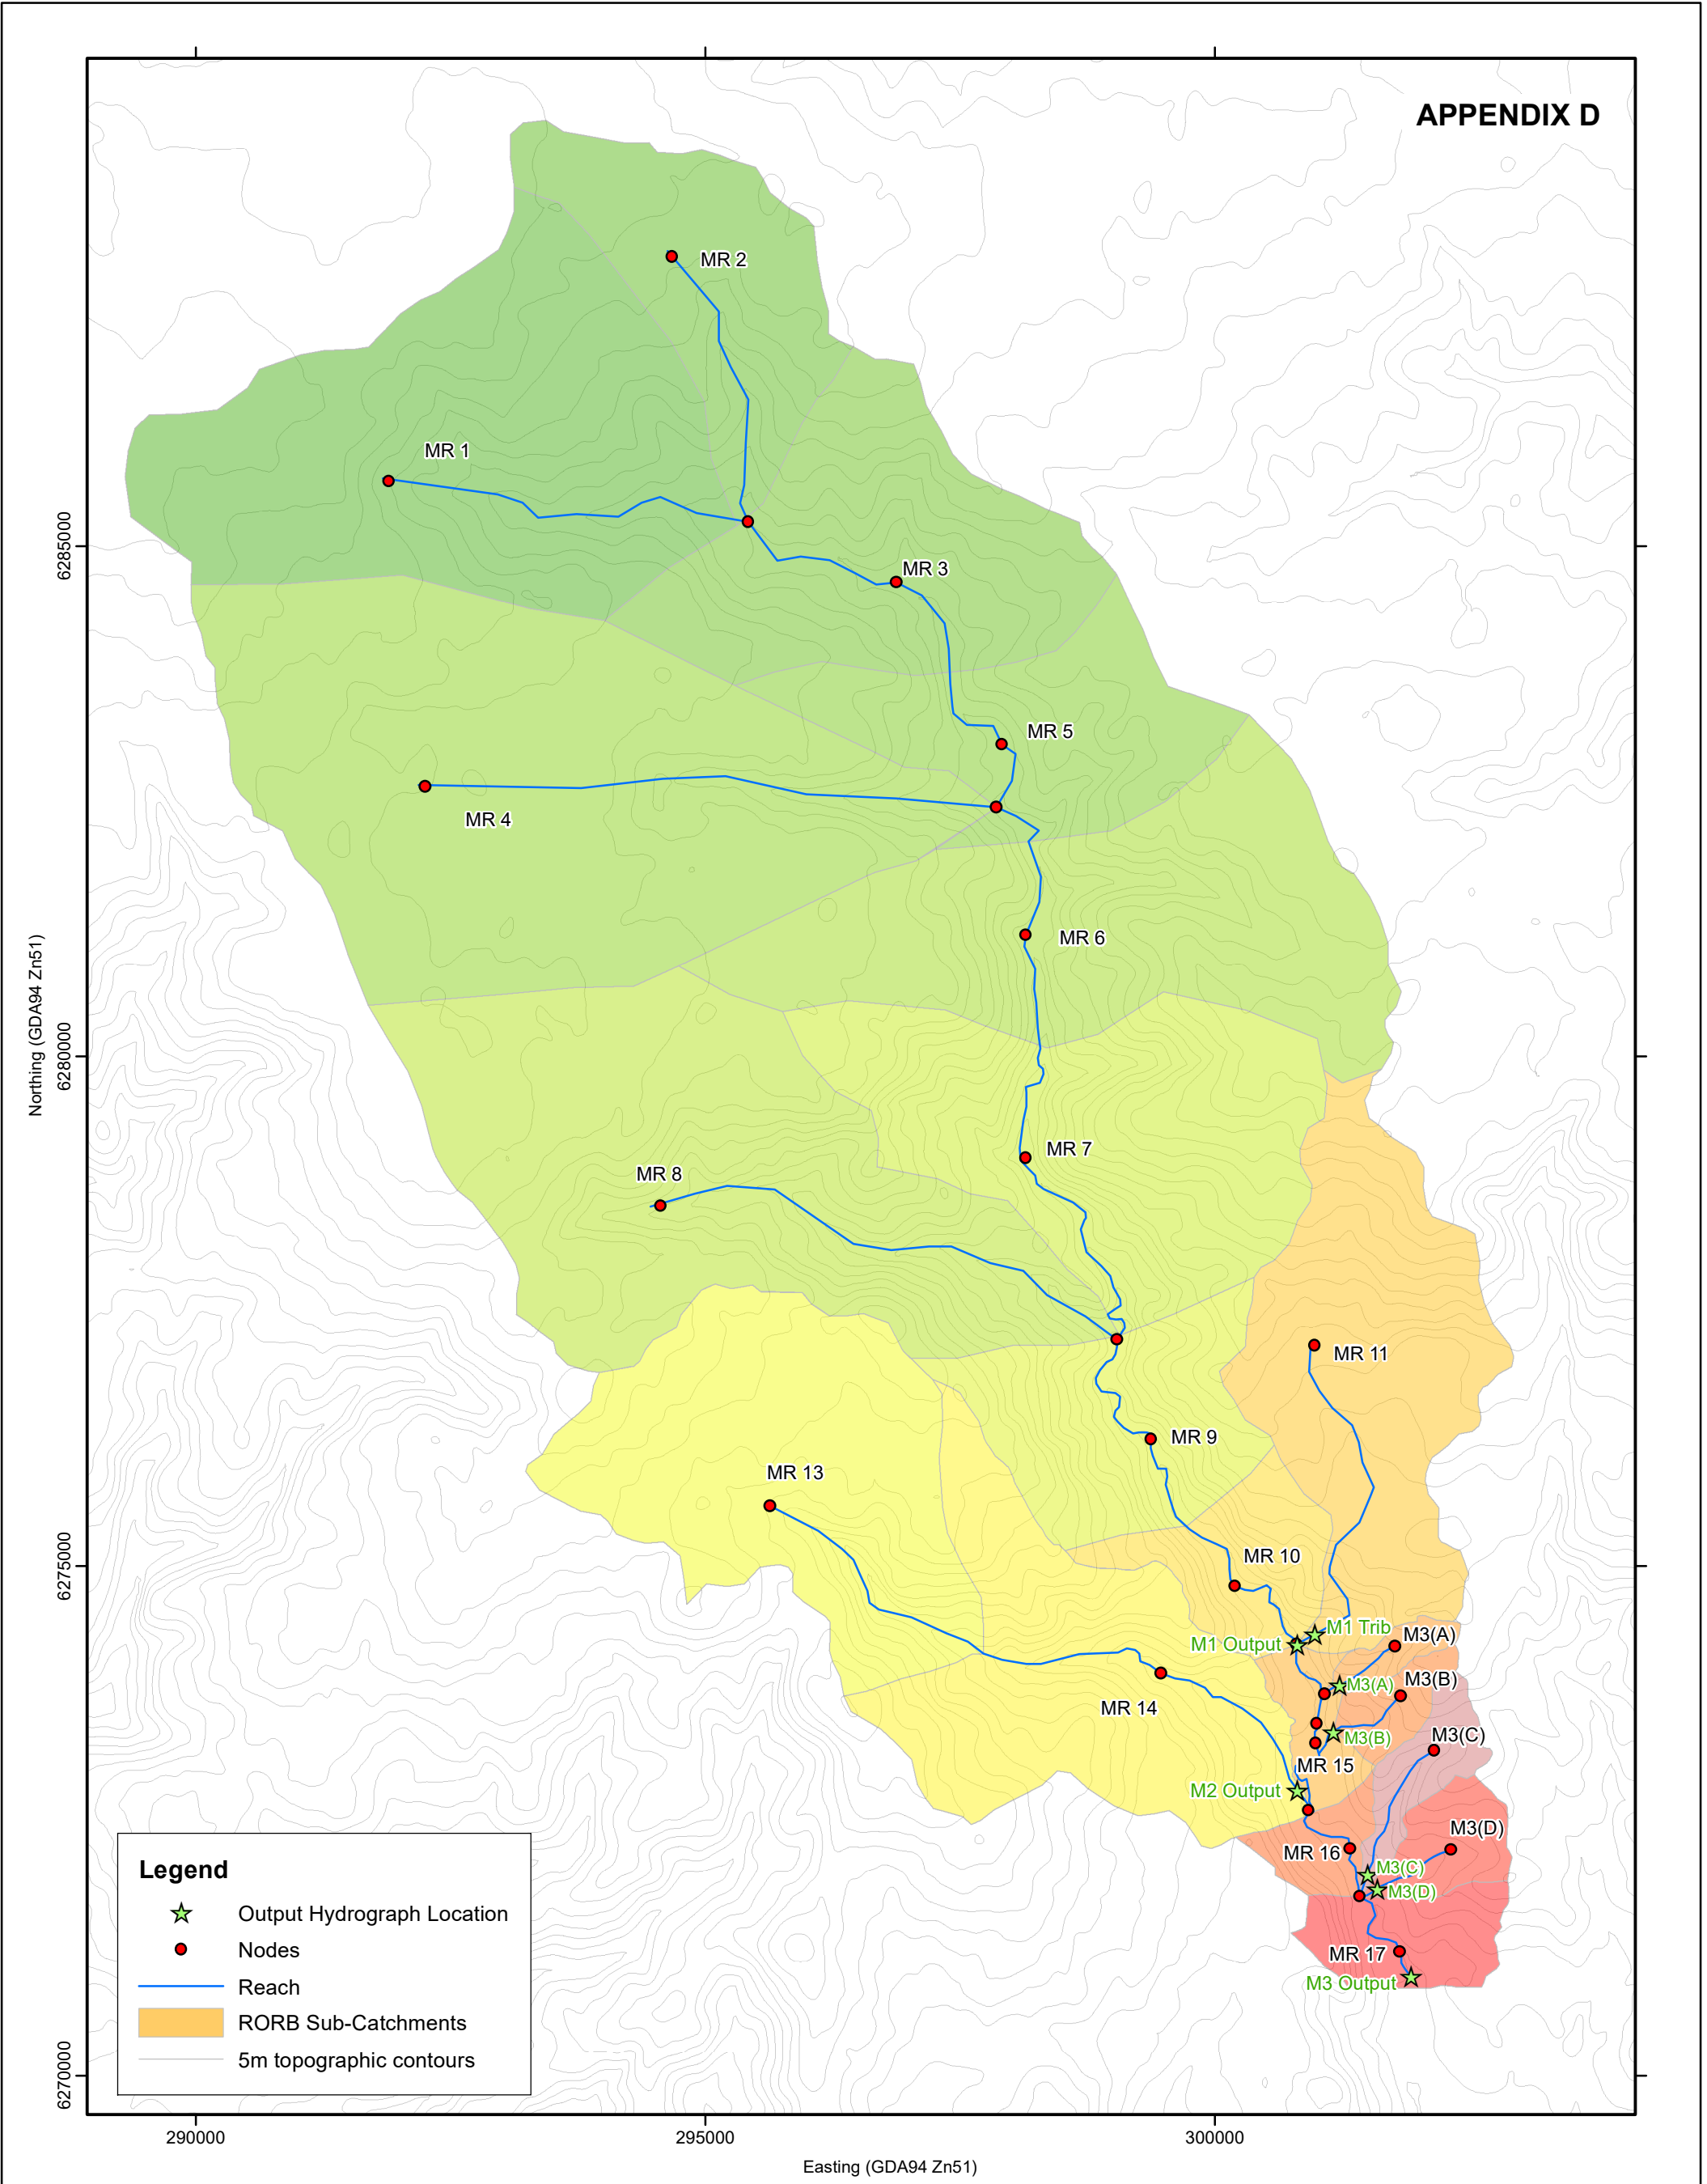 APPENDIX D
MR 2
MR 1
6285000
MR 3
MR 5
MR 4
MR 6
Northing (GDA94 Zn51)
6280000
MR 7
MR 8
MR 11
MR 9
MR 13
6275000
MR 10
M1 Trib
M1 Output
M3(A)
M3(A)
M3(B)
MR 14
M3(B)
M3(C)
MR 15
M2 Output
M3(D)
MR 16
M3(C)
M3(D)
MR 17
M3 Output
Legend
Output Hydrograph Location
Nodes
Reach
RORB Sub-Catchments
5m topographic contours
6270000
290000
295000
300000
Easting (GDA94 Zn51)